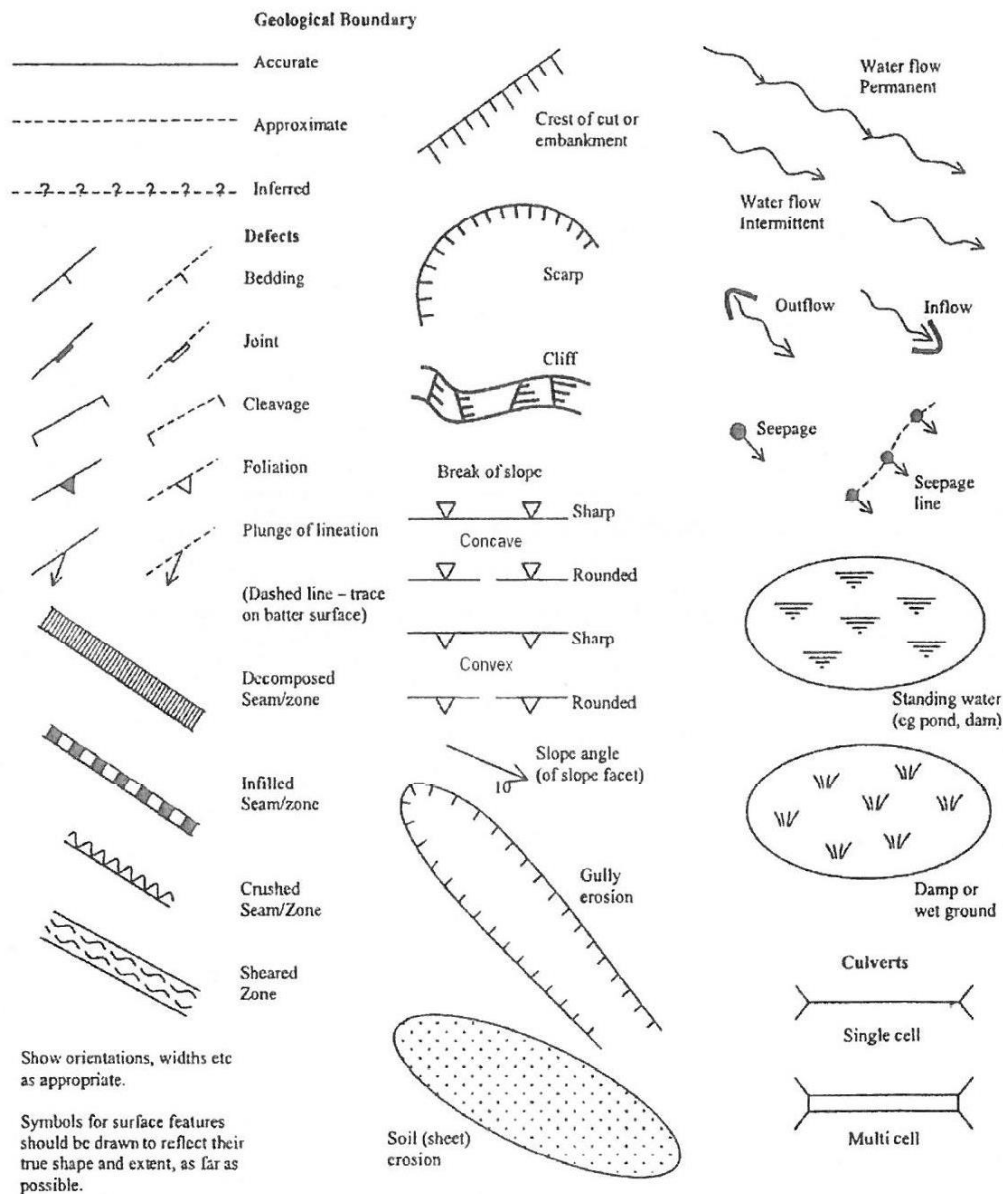 Geological Boundary
Accurate
Approximate
? ? ? ? ? ?
Inferred
Defects
Bedding
Joint
Cleavage
Foliation
Plunge of lineation
(Dashed line – trace
on batter surface)
Decomposed
Seam/zone
Infilled
Seam/zone
Crushed
Seam/Zone
Sheared
Zone
Show orientations, widths etc
as appropriate.
Symbols for surface features
should be drawn to reflect their
true shape and extent, as far as
possible.
Crest of cut or
embankment
Scarp
Cliff
Break of slope
Sharp
Concave
Rounded
Sharp
Convex
Rounded
Slope angle
(of slope facet)
10
Gully
erosion
Soil (sheet)
erosion
Water flow
Permanent
Water flow
Intermittent
Outflow
Inflow
Seepage
Seepage
line
Standing water
(eg pond, dam)
Damp or
wet ground
Culverts
Single cell
Multi cell